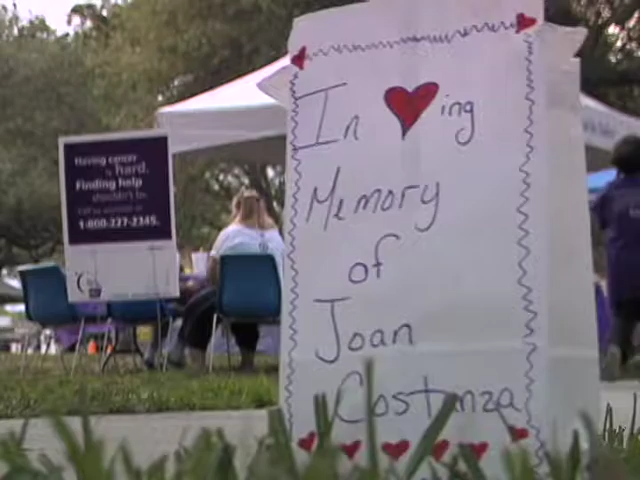 In ing
Memory
of
Joan
Costanza
Having cancer
is hard.
Finding help
shouldn't be.
1-800-227-2345.